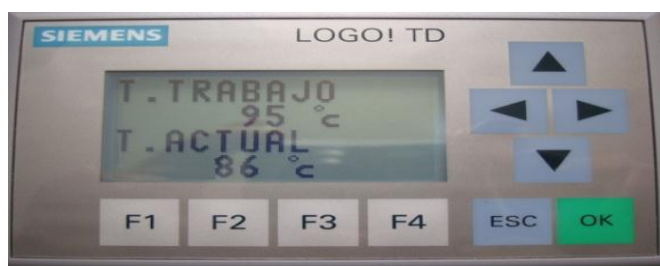 SIEMENS LOGO! TD
T.TRABAJO
95 °c
T.ACTUAL
86 °c
F1 F2 F3 F4 ESC OK